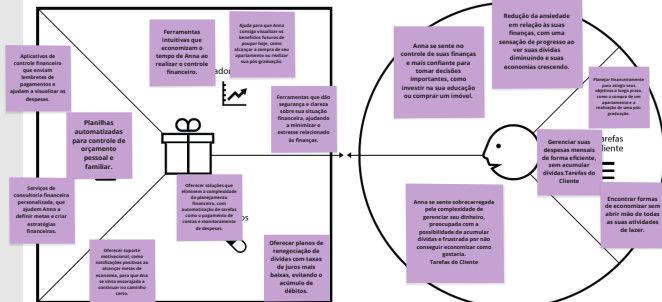 Aplicativos de
controle financeiro
que enviam
lembretes de
pagamentos e
ajudam a visualizar as
despesas.
Ferramentas
intuitivas que
economizam o
tempo de Anna ao
realizar o controle
financeiro.
Ajuda para que Anna
consiga visualizar os
benefícios futuros de
poupar hoje, como
alcançar a compra de seu
apartamento ou realizar
sua pós-graduação.
Planilhas
automatizadas
para controle de
orçamento
pessoal e
familiar.
Ferramentas que dão
segurança e clareza
sobre sua situação
financeira, ajudando
a minimizar o
estresse relacionado
às finanças.
Serviços de
consultoria financeira
personalizada, que
ajudem Anna a
definir metas e criar
estratégias
financeiras.
Oferecer soluções que
eliminem a complexidade
do planejamento
financeiro, com
automatização de tarefas
como o pagamento de
contas e monitoramento
de despesas.
os
Oferecer suporte
motivacional, como
notificações positivas ao
alcançar metas de
economia, para que Ana
se sinta encorajada a
continuar no caminho
certo.
Oferecer planos de
renegociação de
dívidas com taxas
de juros mais
baixas, evitando o
acúmulo de
débitos.
Anna se sente no
controle de suas finanças
e mais confiante para
tomar decisões
importantes, como
investir na sua educação
ou comprar um imóvel.
Redução da ansiedade
em relação às suas
finanças, com uma
sensação de progresso ao
ver suas dívidas
diminuindo e suas
economias crescendo.
Planejar financeiramente
para atingir seus
objetivos a longo prazo,
como a compra de um
apartamento e a
realização de uma pós-
graduação.
arefas
liente
Gerenciar suas
despesas mensais
de forma eficiente,
sem acumular
dívidas.Tarefas do
Cliente
Anna se sente sobrecarregada
pela complexidade de
gerenciar seu dinheiro,
preocupada com a
possibilidade de acumular
dívidas e frustrada por não
conseguir economizar como
gostaria.
Tarefas do Cliente
Encontrar formas
de economizar sem
abrir mão de todas
as suas atividades
de lazer.